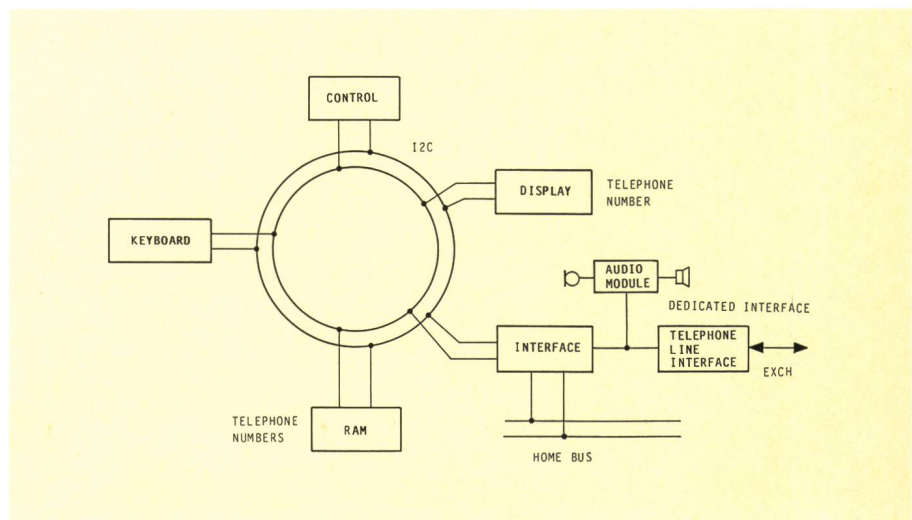 CONTROL
I2C
DISPLAY
TELEPHONE
NUMBER
KEYBOARD
AUDIO
MODULE
DEDICATED INTERFACE
INTERFACE
TELEPHONE
LINE
INTERFACE
EXCH
TELEPHONE
NUMBERS
RAM
HOME BUS